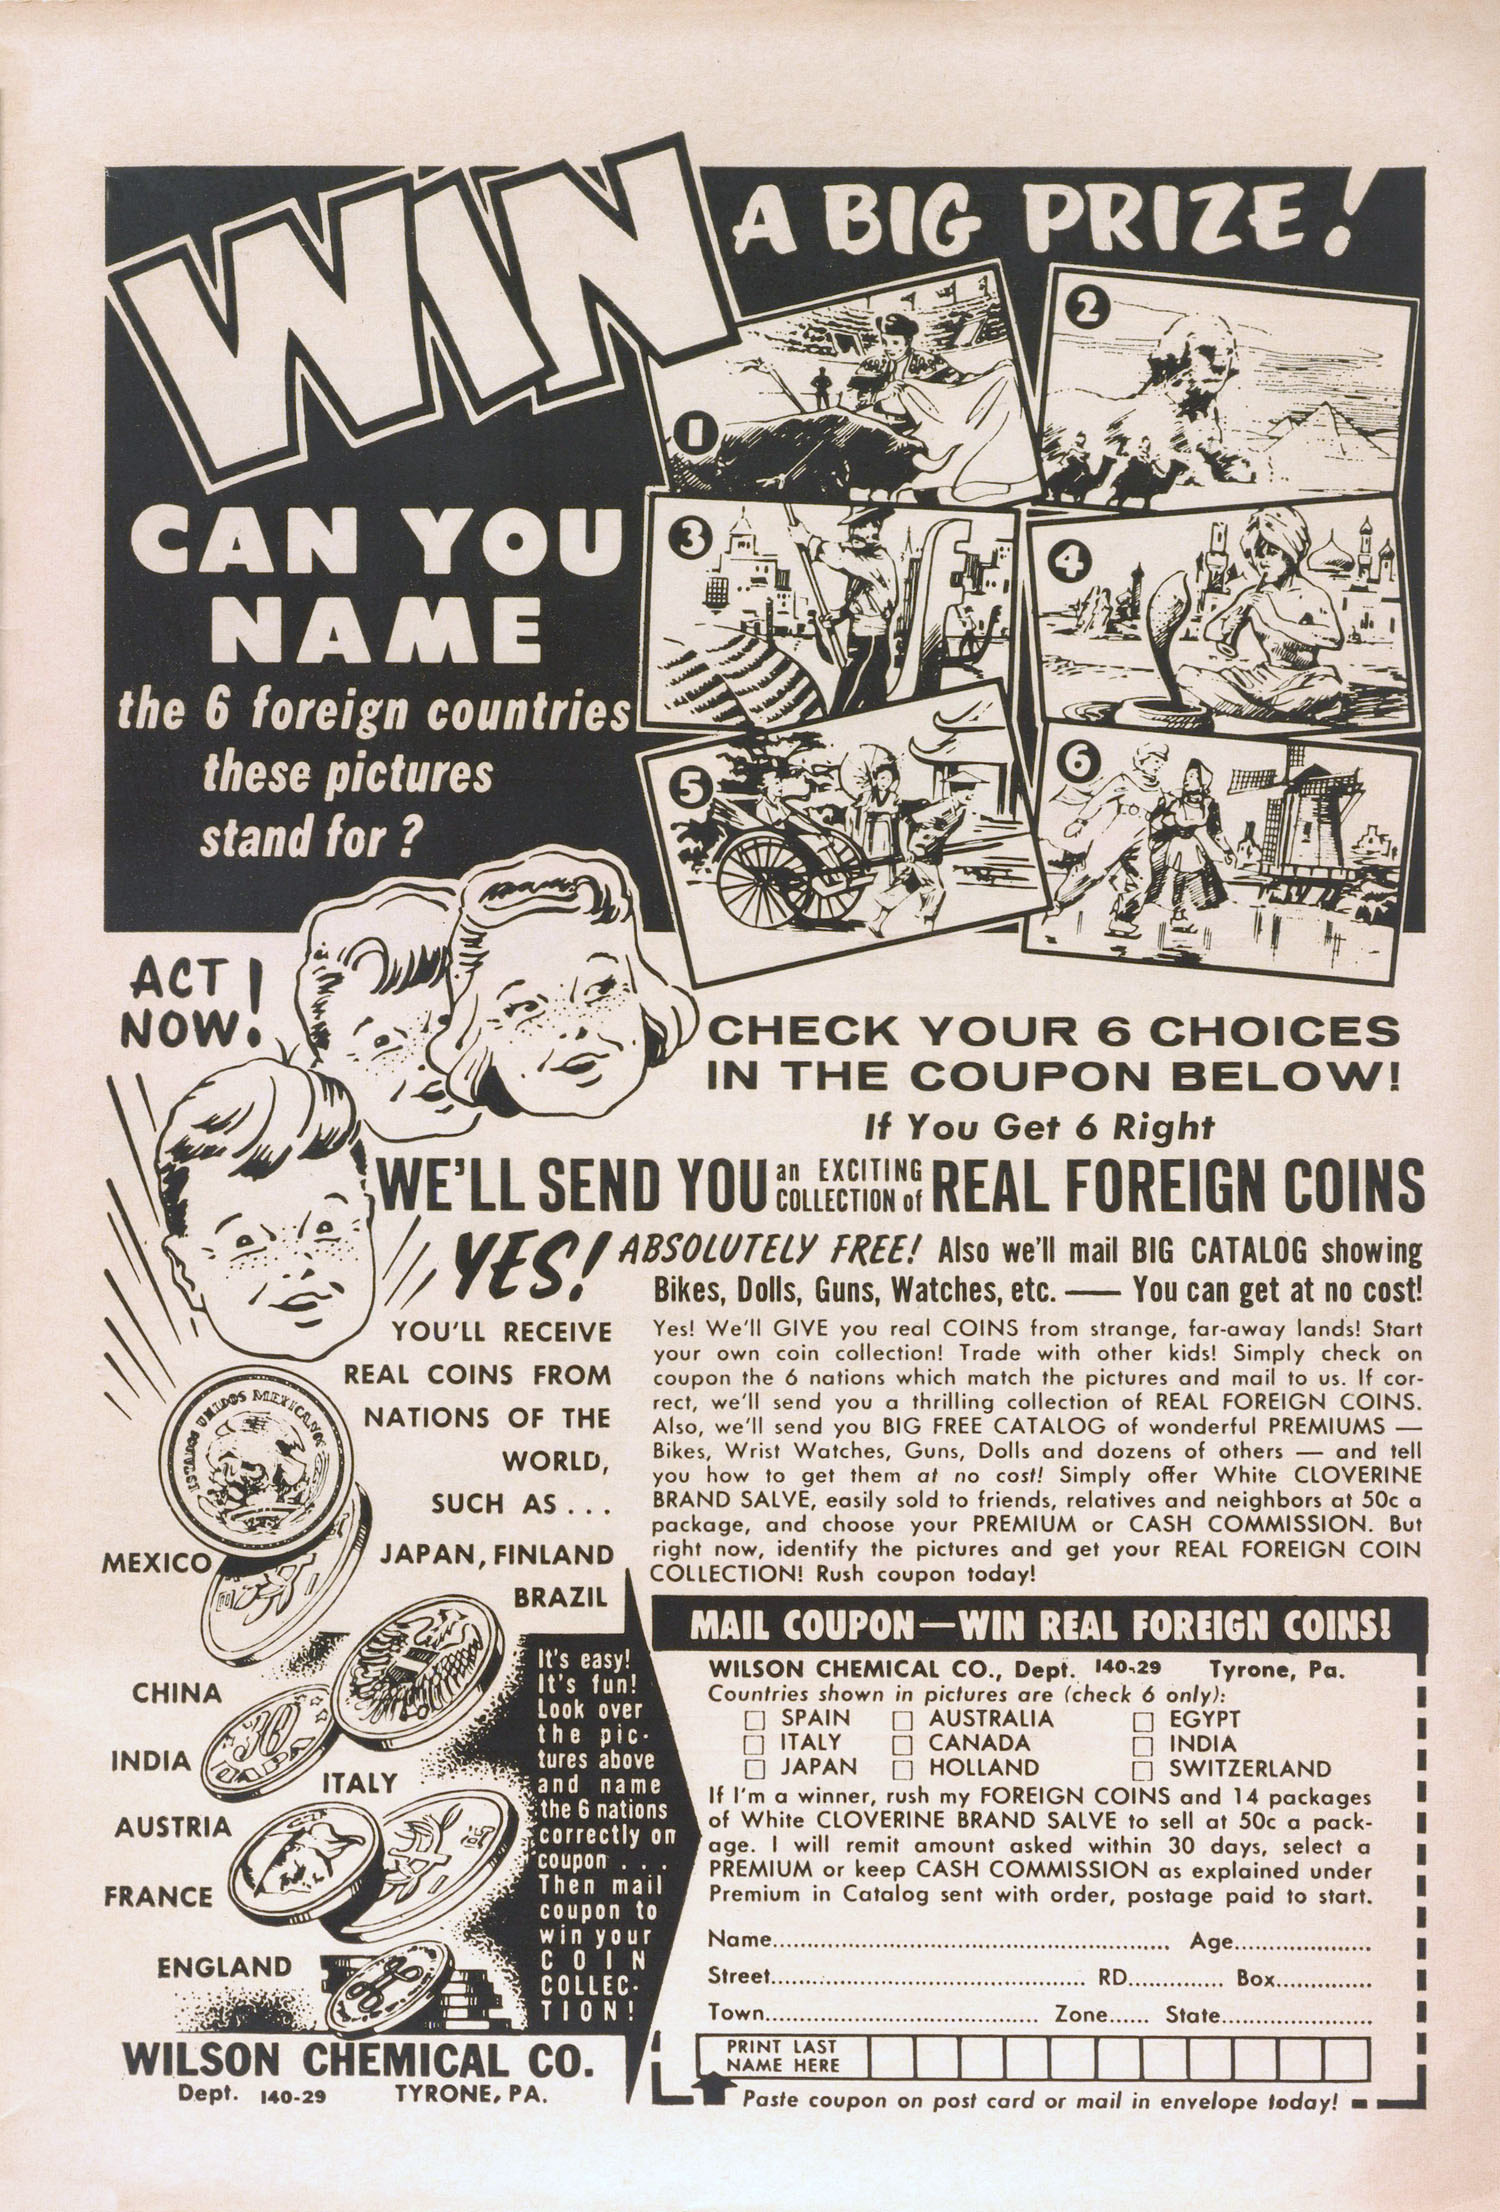 WIN A BIG PRIZE!
1
2
3
4
5
6
CAN YOU
NAME
the 6 foreign countries
these pictures
stand for?
ACT
NOW!
CHECK YOUR 6 CHOICES
IN THE COUPON BELOW!
If You Get 6 Right
WE'LL SEND YOU an EXCITING COLLECTION of REAL FOREIGN COINS
YES! ABSOLUTELY FREE! Also we'll mail BIG CATALOG showing
Bikes, Dolls, Guns, Watches, etc. — You can get at no cost!
YOU'LL RECEIVE
REAL COINS FROM
NATIONS OF THE
WORLD,
SUCH AS . . .
JAPAN, FINLAND
BRAZIL
ESTADOS UNIDOS MEXICANOS
MEXICO
CHINA
INDIA
30
PARA
ITALY
AUSTRIA
FRANCE
ENGLAND
Yes! We'll GIVE you real COINS from strange, far-away lands! Start
your own coin collection! Trade with other kids! Simply check on
coupon the 6 nations which match the pictures and mail to us. If cor-
rect, we'll send you a thrilling collection of REAL FOREIGN COINS.
Also, we'll send you BIG FREE CATALOG of wonderful PREMIUMS —
Bikes, Wrist Watches, Guns, Dolls and dozens of others — and tell
you how to get them at no cost! Simply offer White CLOVERINE
BRAND SALVE, easily sold to friends, relatives and neighbors at 50c a
package, and choose your PREMIUM or CASH COMMISSION. But
right now, identify the pictures and get your REAL FOREIGN COIN
COLLECTION! Rush coupon today!
It's easy!
It's fun!
Look over
the pic-
tures above
and name
the 6 nations
correctly on
coupon . . .
Then mail
coupon to
win your
COIN
COLLEC-
TION!
WILSON CHEMICAL CO.
Dept. 140-29 TYRONE, PA.
MAIL COUPON—WIN REAL FOREIGN COINS!
WILSON CHEMICAL CO., Dept. 140-29 Tyrone, Pa.
Countries shown in pictures are (check 6 only):
☐ SPAIN ☐ AUSTRALIA ☐ EGYPT
☐ ITALY ☐ CANADA ☐ INDIA
☐ JAPAN ☐ HOLLAND ☐ SWITZERLAND
If I'm a winner, rush my FOREIGN COINS and 14 packages
of White CLOVERINE BRAND SALVE to sell at 50c a pack-
age. I will remit amount asked within 30 days, select a
PREMIUM or keep CASH COMMISSION as explained under
Premium in Catalog sent with order, postage paid to start.
Name.......... Age..........
Street.......... RD.......... Box..........
Town.......... Zone...... State..........
PRINT LAST
NAME HERE
Paste coupon on post card or mail in envelope today!